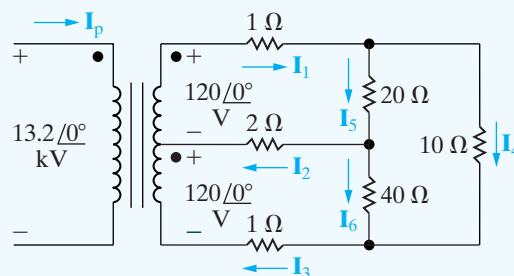 I_p
1 Ω
+ +
I_1
120/0°
V
20 Ω
I_5
13.2/0°
kV
−
2 Ω
10 Ω
+
I_2
120/0°
V
I_6
40 Ω
− −
1 Ω
I_3